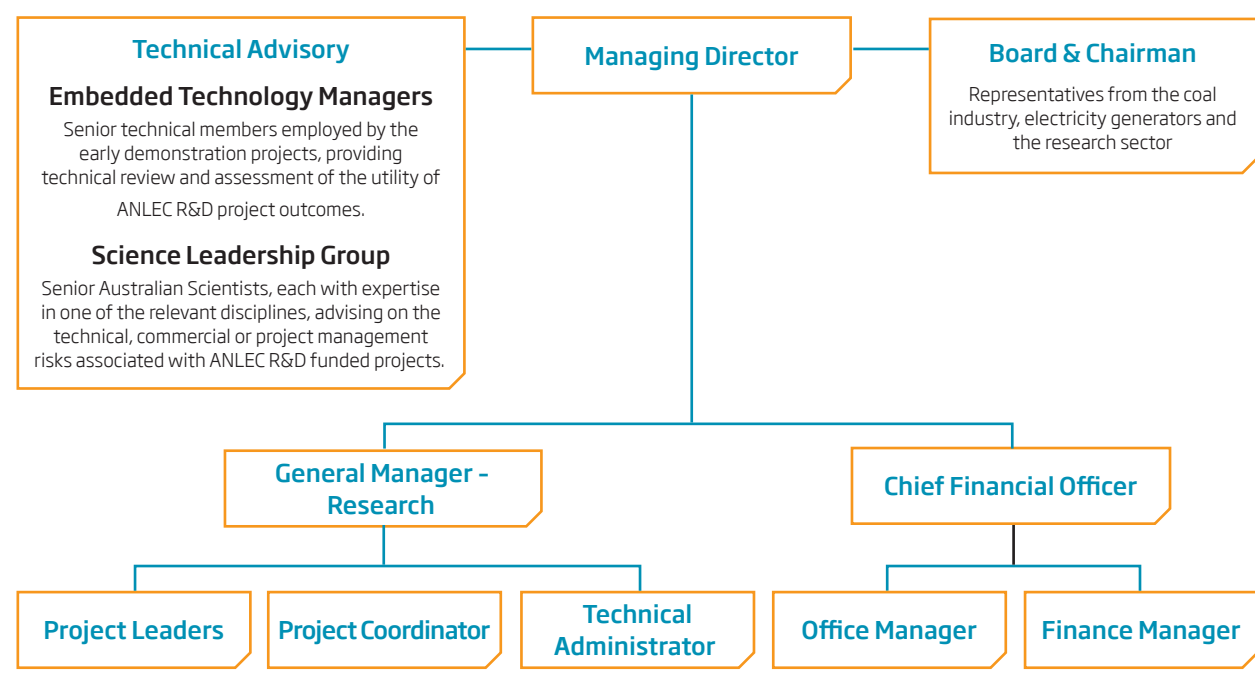 Technical Advisory
Embedded Technology Managers
Senior technical members employed by the
early demonstration projects, providing
technical review and assessment of the utility of
ANLEC R&D project outcomes.
Science Leadership Group
Senior Australian Scientists, each with expertise
in one of the relevant disciplines, advising on the
technical, commercial or project management
risks associated with ANLEC R&D funded projects.
Managing Director
Board & Chairman
Representatives from the coal
industry, electricity generators and
the research sector
General Manager –
Research
Chief Financial Officer
Project Leaders
Project Coordinator
Technical
Administrator
Office Manager
Finance Manager